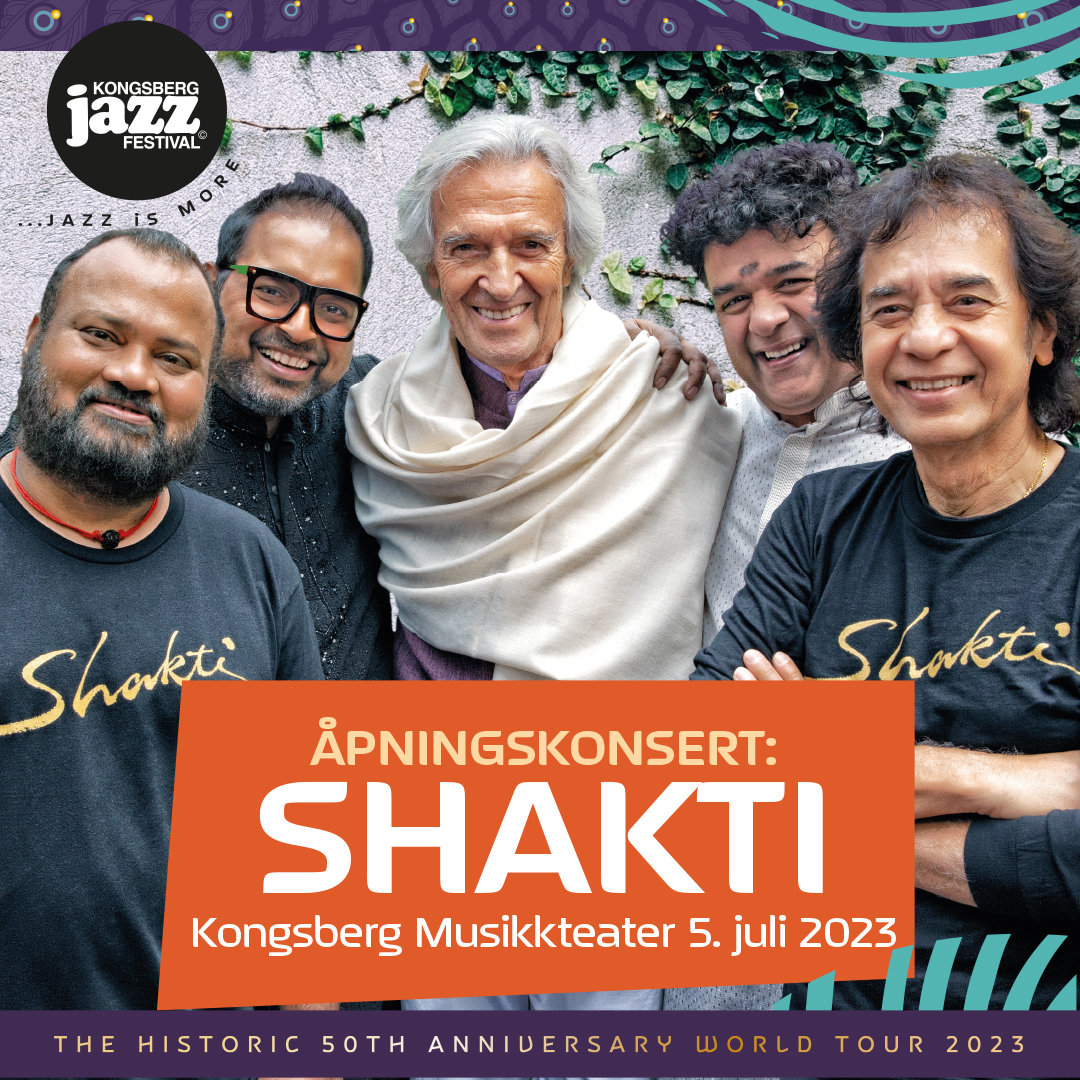 KONGSBERG
jazz
FESTIVAL©
...JAZZ iS MORE
Shakti
Shakti
ÅPNINGSKONSERT:
SHAKTI
Kongsberg Musikkteater 5. juli 2023
THE HISTORIC 50TH ANNIVERSARY WORLD TOUR 2023